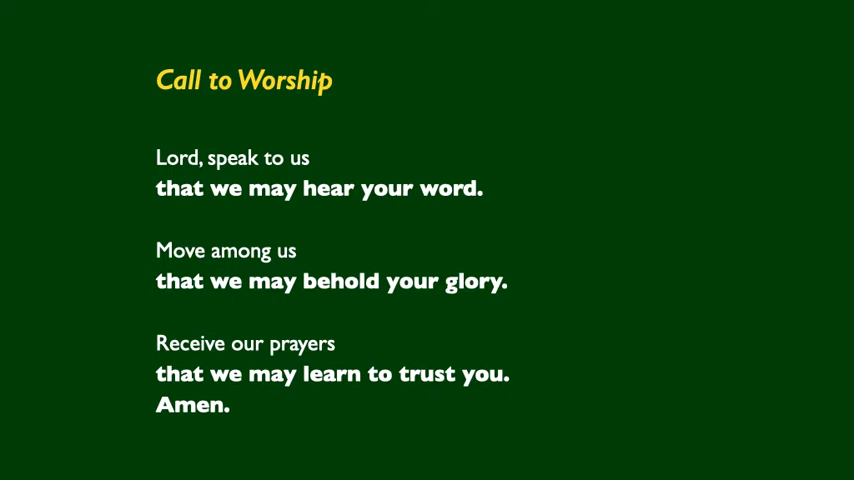 Call to Worship
Lord, speak to us
that we may hear your word.
Move among us
that we may behold your glory.
Receive our prayers
that we may learn to trust you.
Amen.